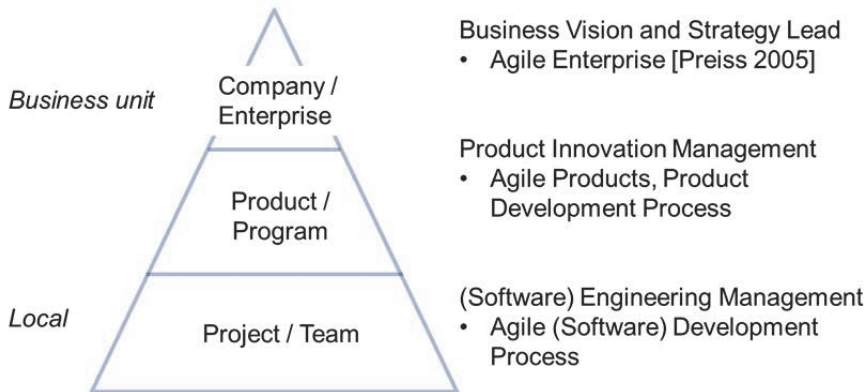 Business unit
Company /
Enterprise
Business Vision and Strategy Lead
• Agile Enterprise [Preiss 2005]
Product /
Program
Product Innovation Management
• Agile Products, Product
Development Process
Local
Project / Team
(Software) Engineering Management
• Agile (Software) Development
Process